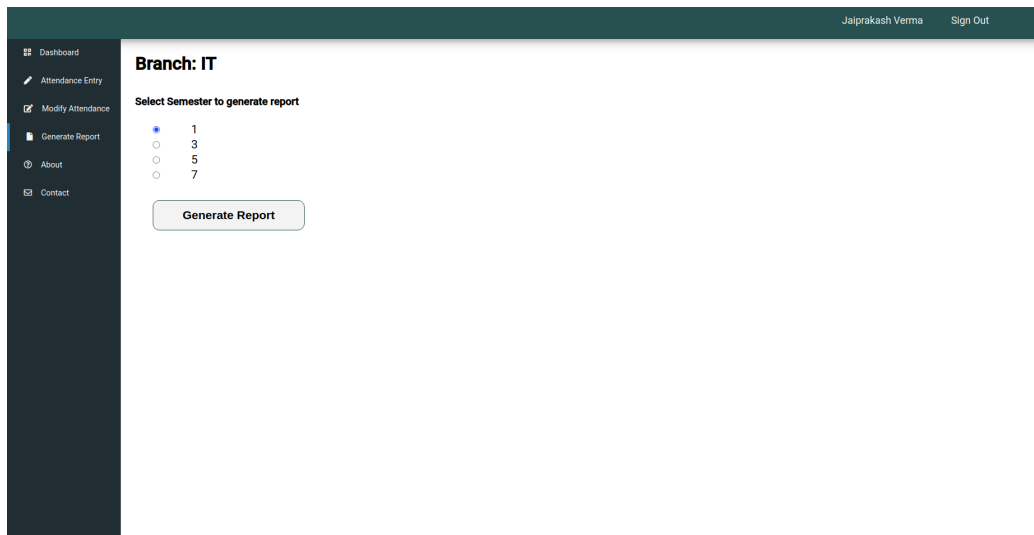 Jaiprakash Verma Sign Out
Dashboard
Attendance Entry
Modify Attendance
Generate Report
About
Contact
Branch: IT
Select Semester to generate report
1
3
5
7
Generate Report